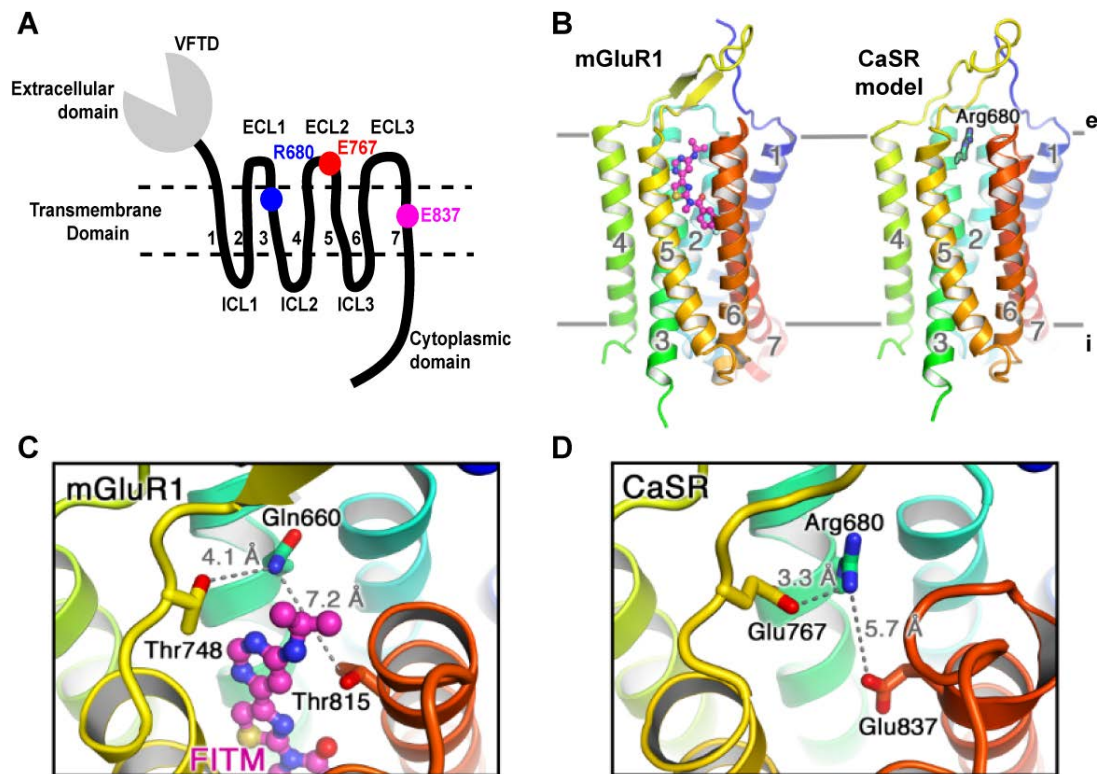 A
VFTD
Extracellular
domain
ECL1
ECL2
ECL3
R680
E767
E837
Transmembrane
Domain
1 2 3 4 5 6 7
ICL1
ICL2
ICL3
Cytoplasmic
domain
B
mGluR1
CaSR
model
Arg680
e
1
1
2
2
4
5
4
5
6
6
3
7
3
7
i
C
mGluR1
Gln660
4.1 Å
7.2 Å
Thr748
Thr815
FITM
D
CaSR
Arg680
3.3 Å
Glu767
5.7 Å
Glu837